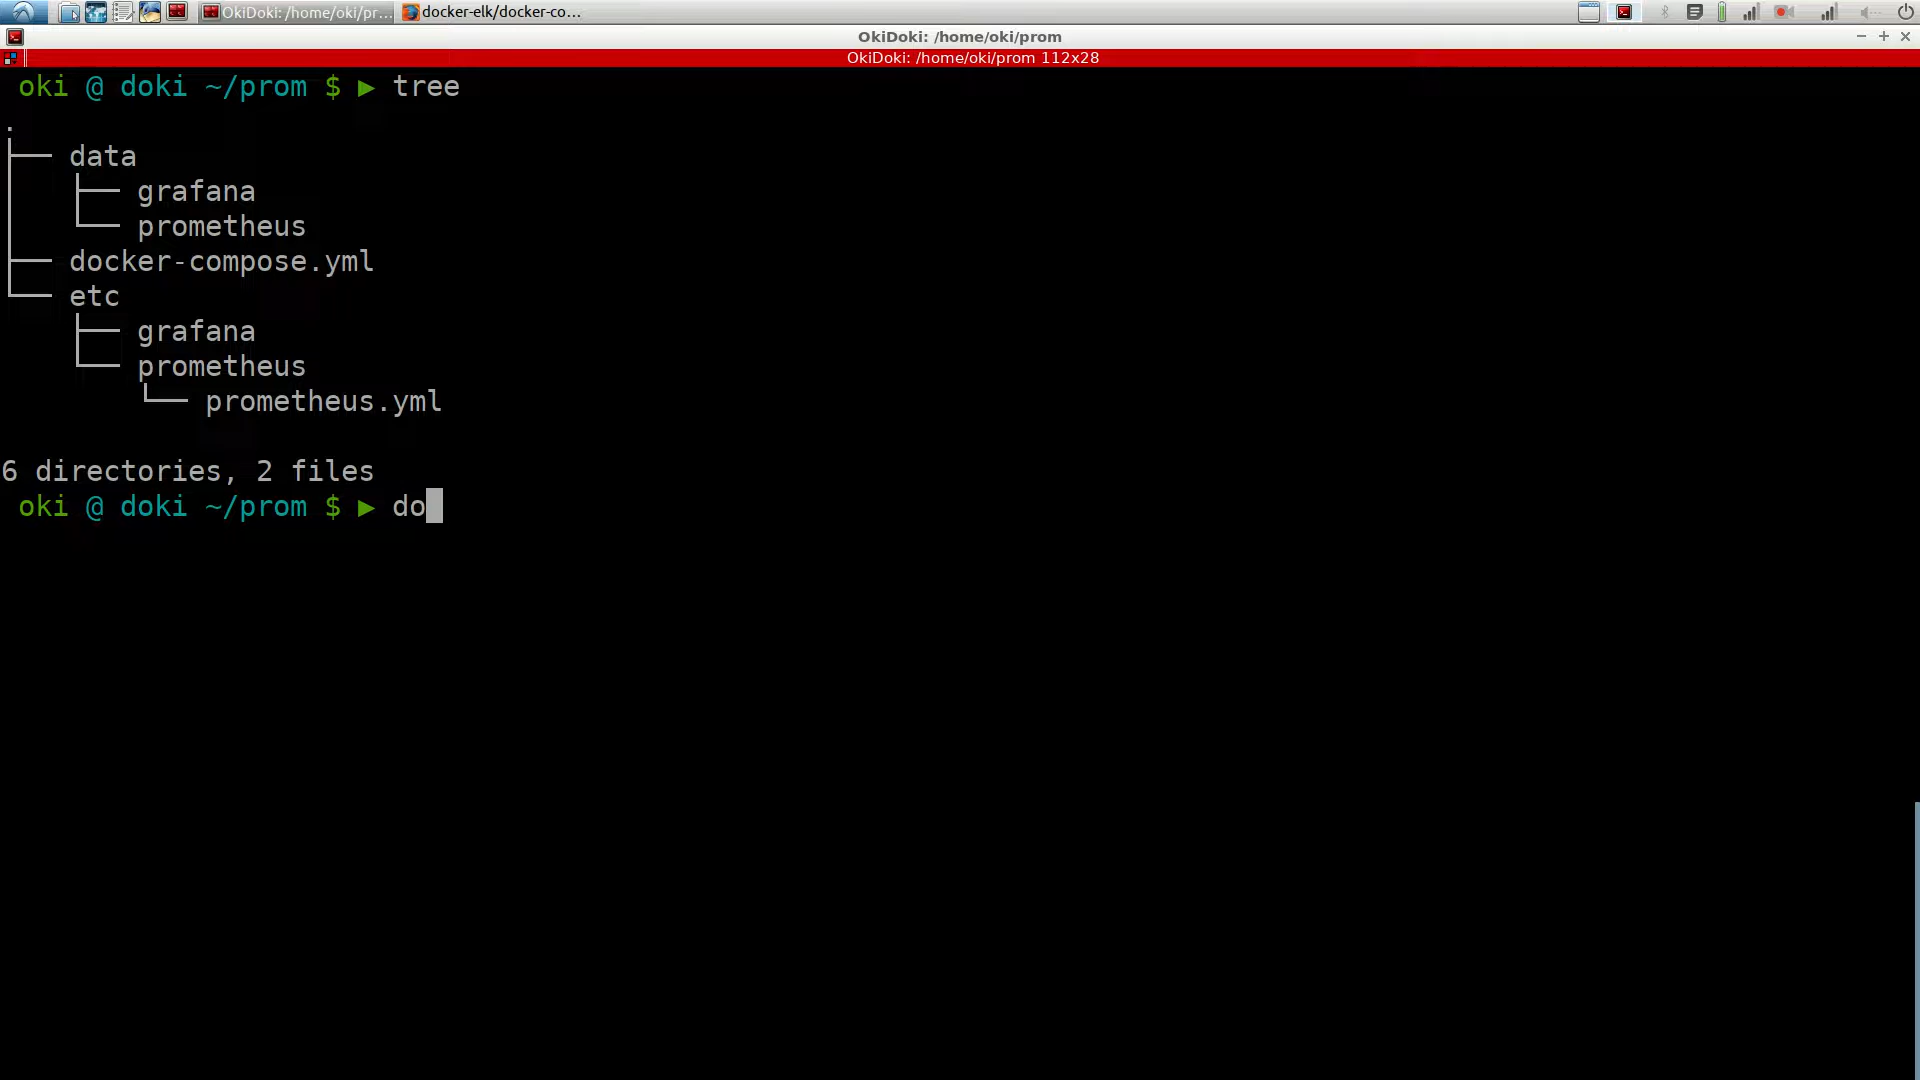 OkiDoki: /home/oki/pr... docker-elk/docker-co...
OkiDoki: /home/oki/prom
OkiDoki: /home/oki/prom 112x28
oki @ doki ~/prom $ ▶ tree
.
├── data
│   ├── grafana
│   └── prometheus
├── docker-compose.yml
└── etc
    ├── grafana
    └── prometheus
        └── prometheus.yml
6 directories, 2 files
oki @ doki ~/prom $ ▶ do